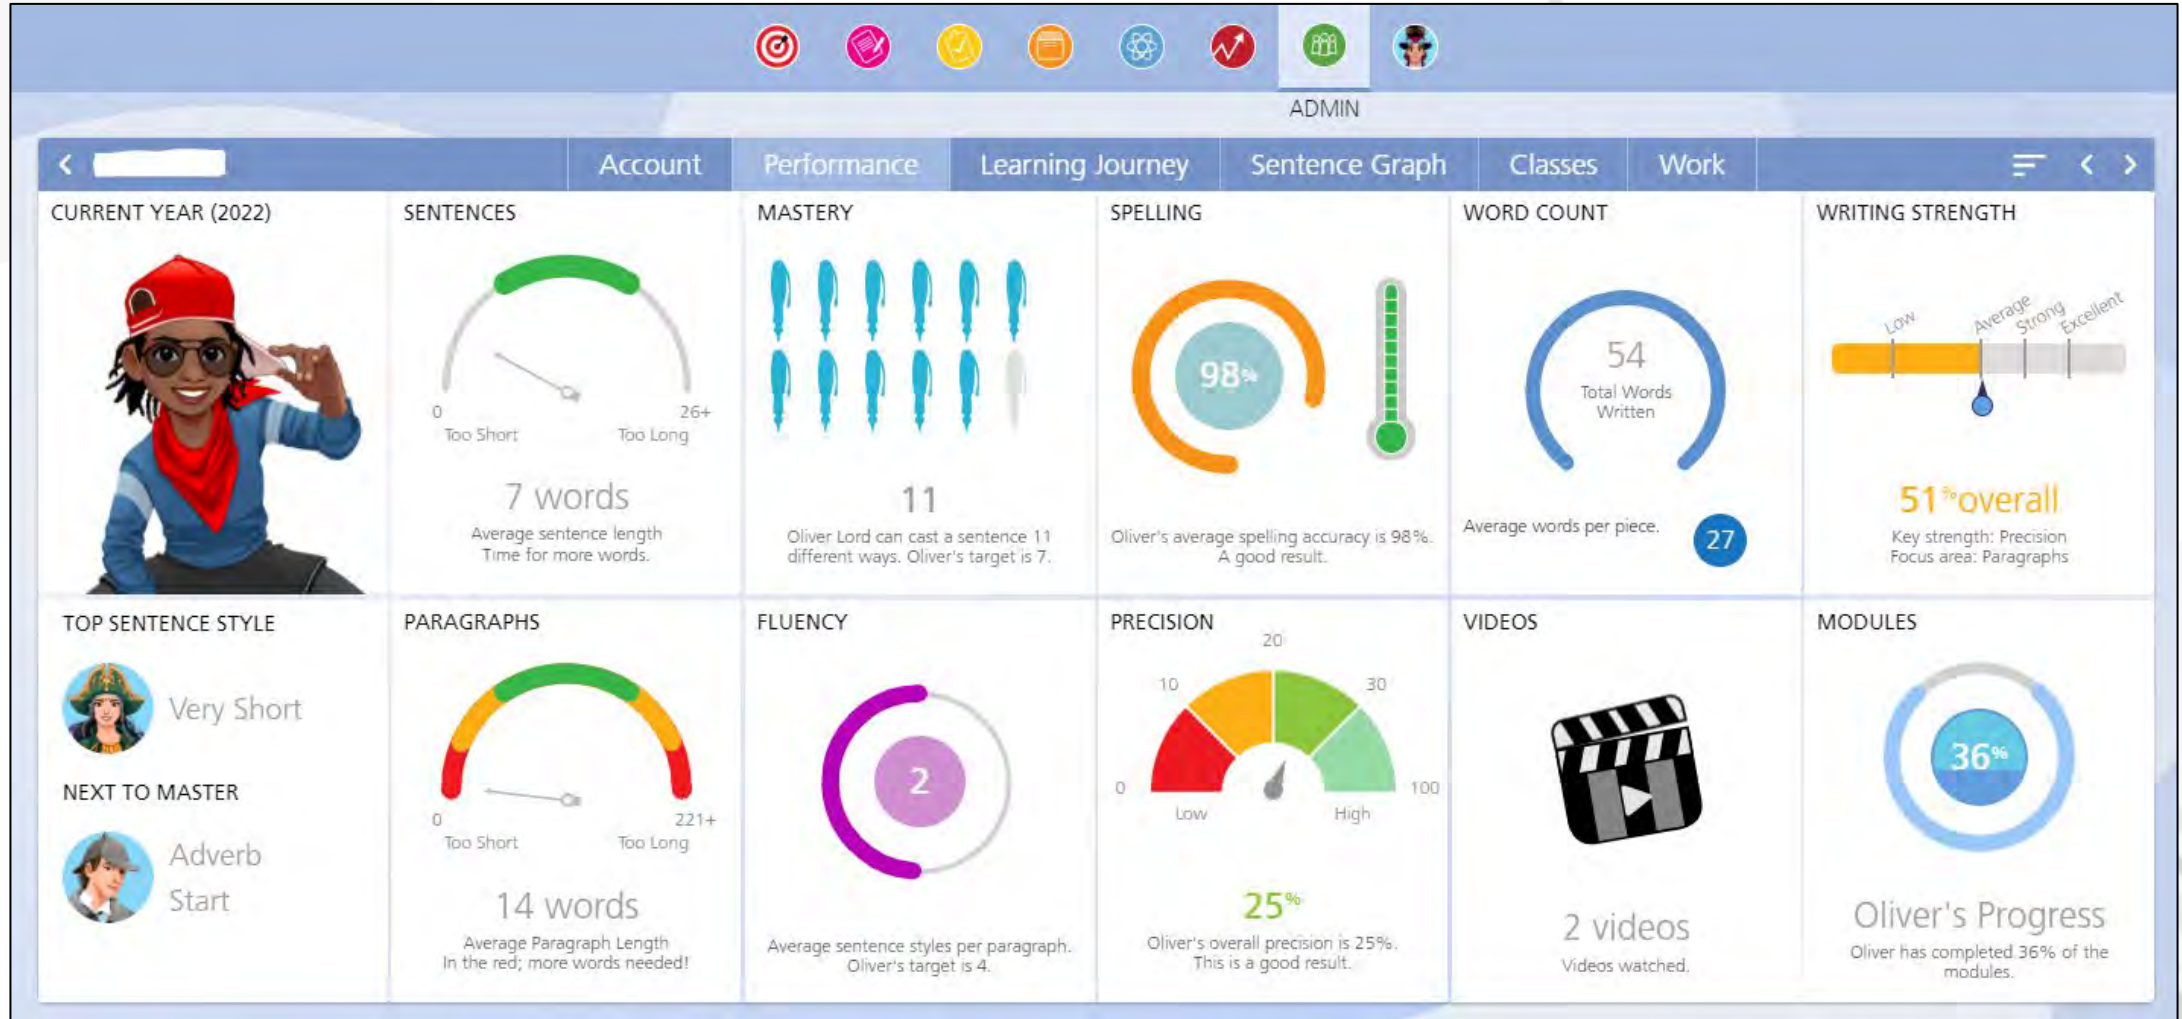 ADMIN
Account
Performance
Learning Journey
Sentence Graph
Classes
Work
CURRENT YEAR (2022)
SENTENCES
0
26+
Too Short
Too Long
7 words
Average sentence length
Time for more words.
MASTERY
11
Oliver Lord can cast a sentence 11
different ways. Oliver's target is 7.
SPELLING
98%
Oliver's average spelling accuracy is 98%.
A good result.
WORD COUNT
54
Total Words
Written
Average words per piece.
27
WRITING STRENGTH
Low
Average
Strong
Excellent
51% overall
Key strength: Precision
Focus area: Paragraphs
TOP SENTENCE STYLE
Very Short
NEXT TO MASTER
Adverb
Start
PARAGRAPHS
0
221+
Too Short
Too Long
14 words
Average Paragraph Length
In the red; more words needed!
FLUENCY
2
Average sentence styles per paragraph.
Oliver's target is 4.
PRECISION
20
10
30
0
100
Low
High
25%
Oliver's overall precision is 25%.
This is a good result.
VIDEOS
2 videos
Videos watched.
MODULES
36%
Oliver's Progress
Oliver has completed 36% of the
modules.